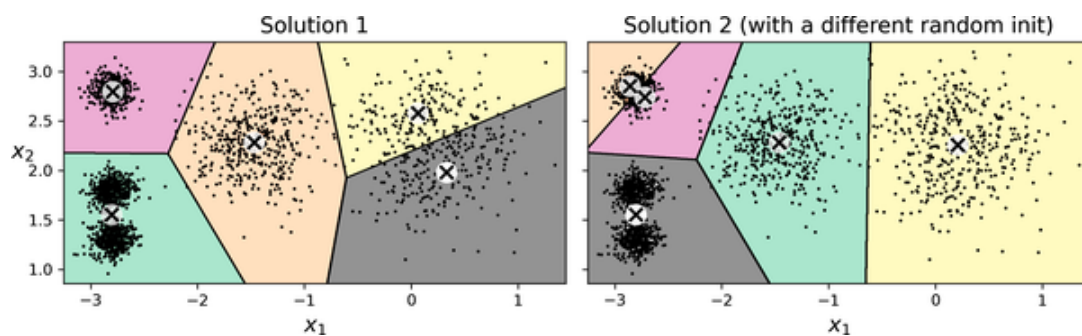 Solution 1
Solution 2 (with a different random init)
x₂
3.0
2.5
2.0
1.5
1.0
−3 −2 −1 0 1
−3 −2 −1 0 1
x₁
x₁